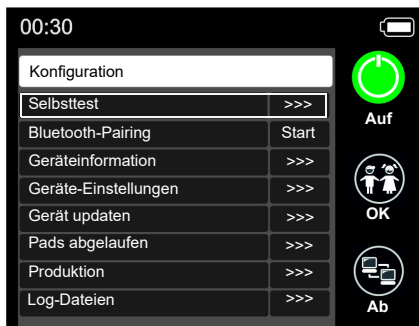 00:30
Konfiguration
Selbsttest >>>
Bluetooth-Pairing Start
Geräteinformation >>>
Geräte-Einstellungen >>>
Gerät updaten >>>
Pads abgelaufen >>>
Produktion >>>
Log-Dateien >>>
Auf
OK
Ab